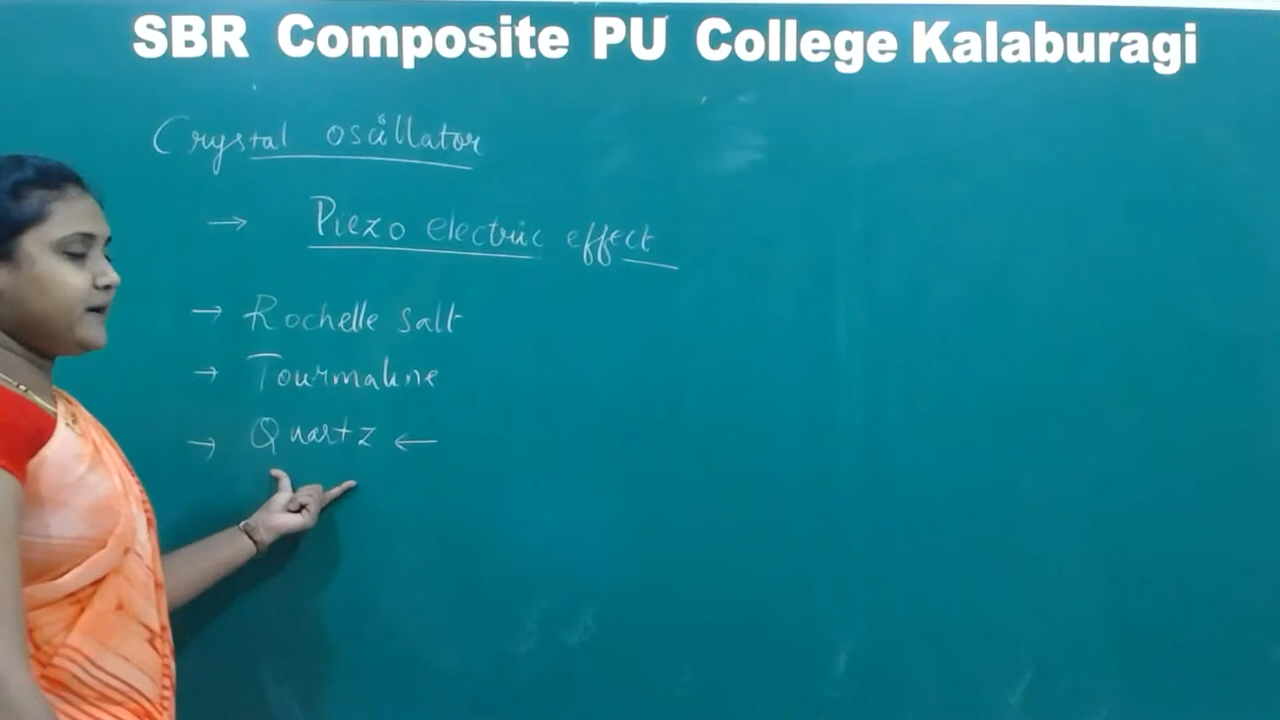 SBR Composite PU College Kalaburagi
Crystal oscillator
→ Piezo electric effect
→ Rochelle salt
→ Tourmaline
→ Quartz ←